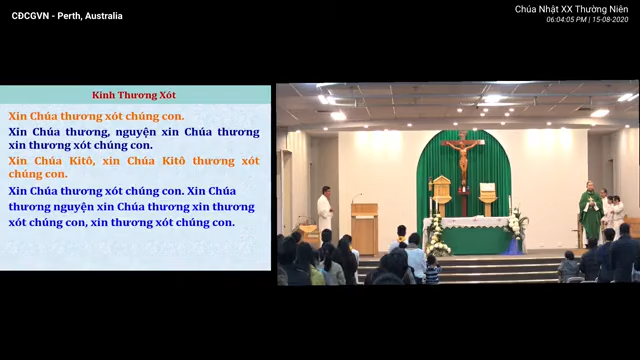 CĐCGVN - Perth, Australia
Chúa Nhật XX Thường Niên
06:04:05 PM | 15-08-2020
Kinh Thương Xót
Xin Chúa thương xót chúng con.
Xin Chúa thương, nguyện xin Chúa thương
xin thương xót chúng con.
Xin Chúa Kitô, xin Chúa Kitô thương xót
chúng con.
Xin Chúa thương xót chúng con. Xin Chúa
thương nguyện xin Chúa thương xin thương
xót chúng con, xin thương xót chúng con.